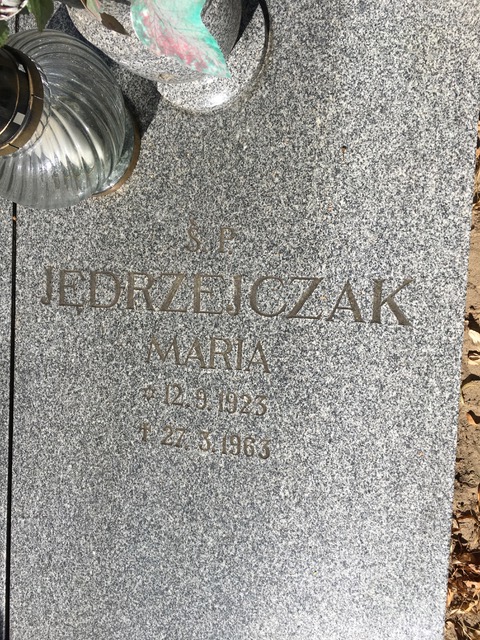 Ś. P.
JĘDRZEJCZAK
MARIA
* 12.9.1923
† 27.3.1963